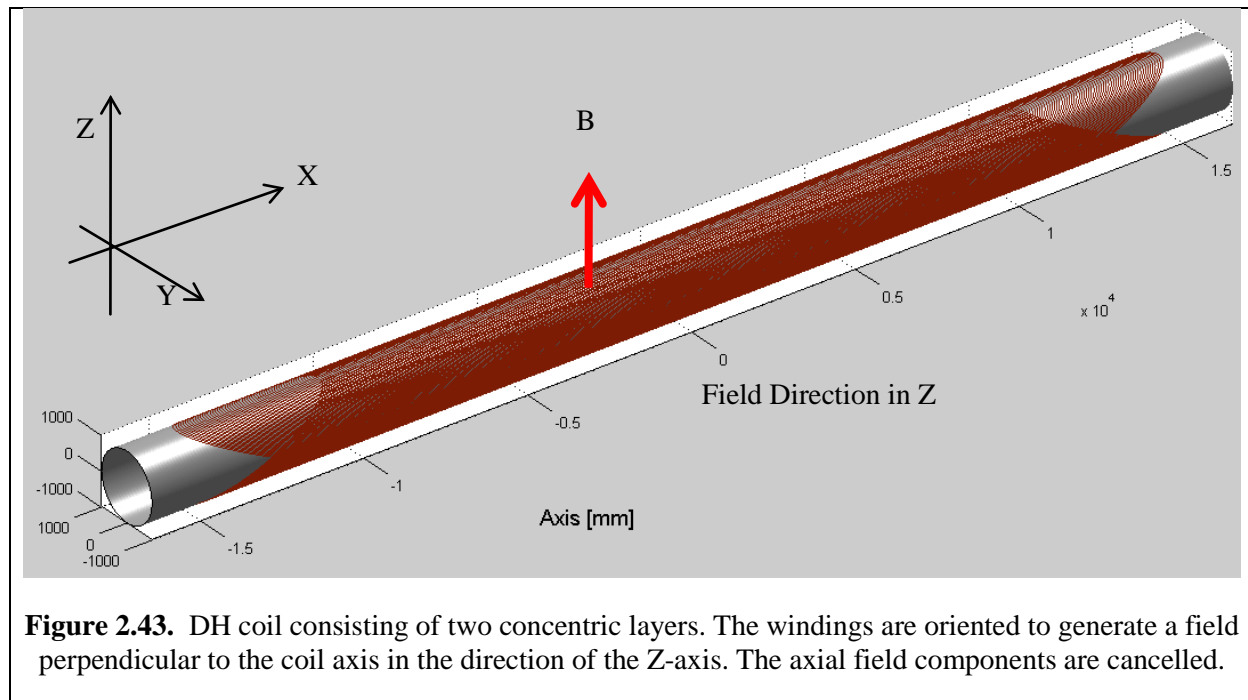 Z
X
Y
B
1.5
1
x 10⁴
0.5
0
Field Direction in Z
-0.5
-1
Axis [mm]
-1.5
1000
0
-1000
1000
0
-1000
Figure 2.43. DH coil consisting of two concentric layers. The windings are oriented to generate a field
perpendicular to the coil axis in the direction of the Z-axis. The axial field components are cancelled.